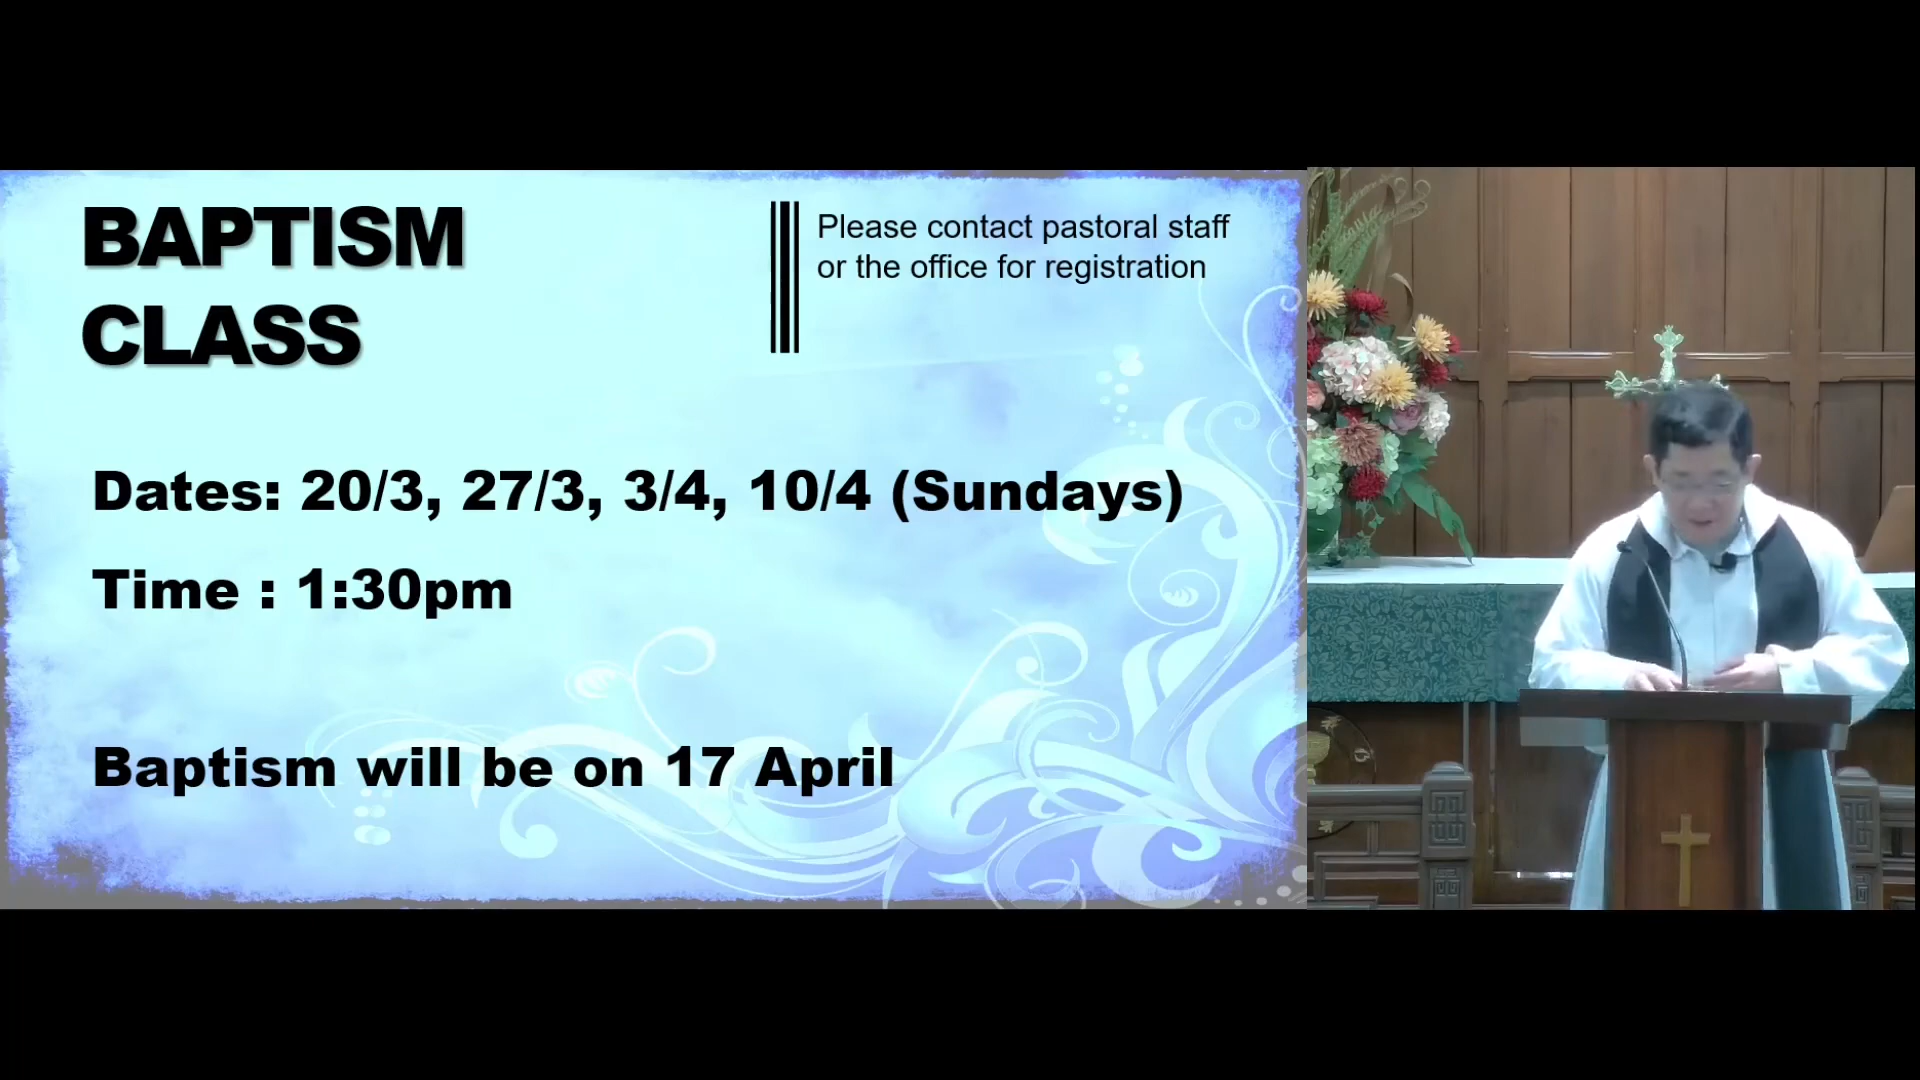 BAPTISM
CLASS
Please contact pastoral staff
or the office for registration
Dates: 20/3, 27/3, 3/4, 10/4 (Sundays)
Time : 1:30pm
Baptism will be on 17 April